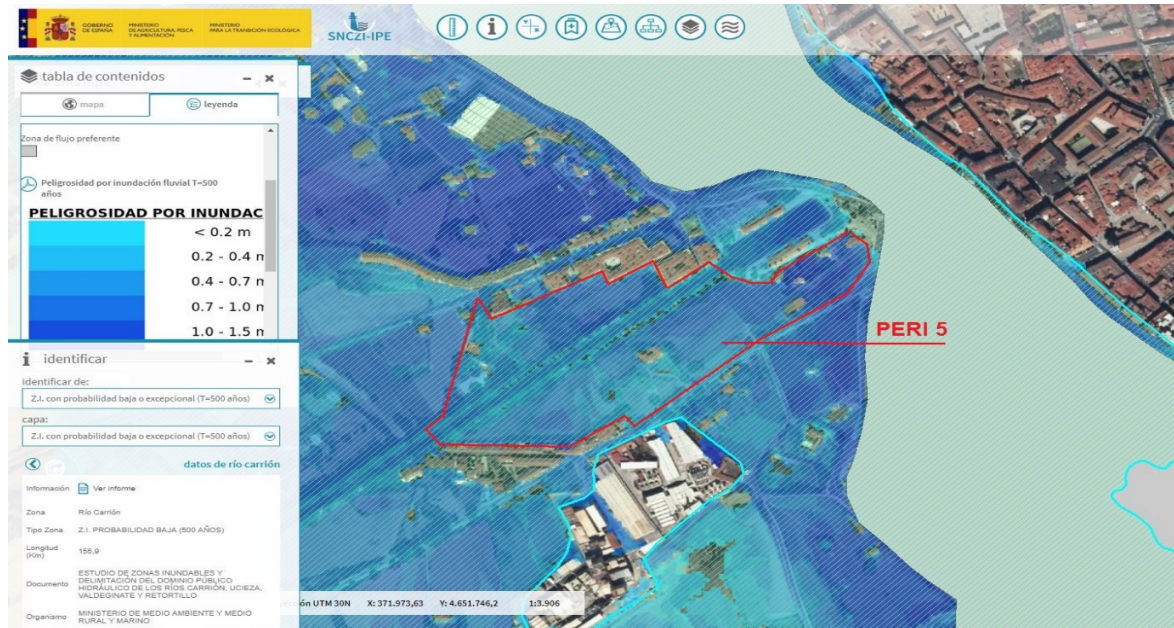 GOBIERNO
DE ESPAÑA
MINISTERIO
DE AGRICULTURA, PESCA
Y ALIMENTACIÓN
MINISTERIO
PARA LA TRANSICIÓN ECOLÓGICA
SNCZI-IPE
tabla de contenidos
mapa
leyenda
Zona de flujo preferente
Peligrosidad por inundación fluvial T=500
años
PELIGROSIDAD POR INUNDAC
< 0.2 m
0.2 - 0.4 m
0.4 - 0.7 m
0.7 - 1.0 m
1.0 - 1.5 m
PERI 5
identificar
identificar de:
Z.I. con probabilidad baja o excepcional (T=500 años)
capa:
Z.I. con probabilidad baja o excepcional (T=500 años)
datos de río carrión
Información Ver informe
Zona Río Carrión
Tipo Zona Z.I. PROBABILIDAD BAJA (500 AÑOS)
Longitud
(Km) 155,9
Documento ESTUDIO DE ZONAS INUNDABLES Y
DELIMITACIÓN DEL DOMINIO PÚBLICO
HIDRÁULICO DE LOS RÍOS CARRIÓN, UCIEZA,
VALDEGINATE Y RETORTILLO
Organismo MINISTERIO DE MEDIO AMBIENTE Y MEDIO
RURAL Y MARINO
UTM 30N X: 371.973,63 Y: 4.651.746,2 1:3.906